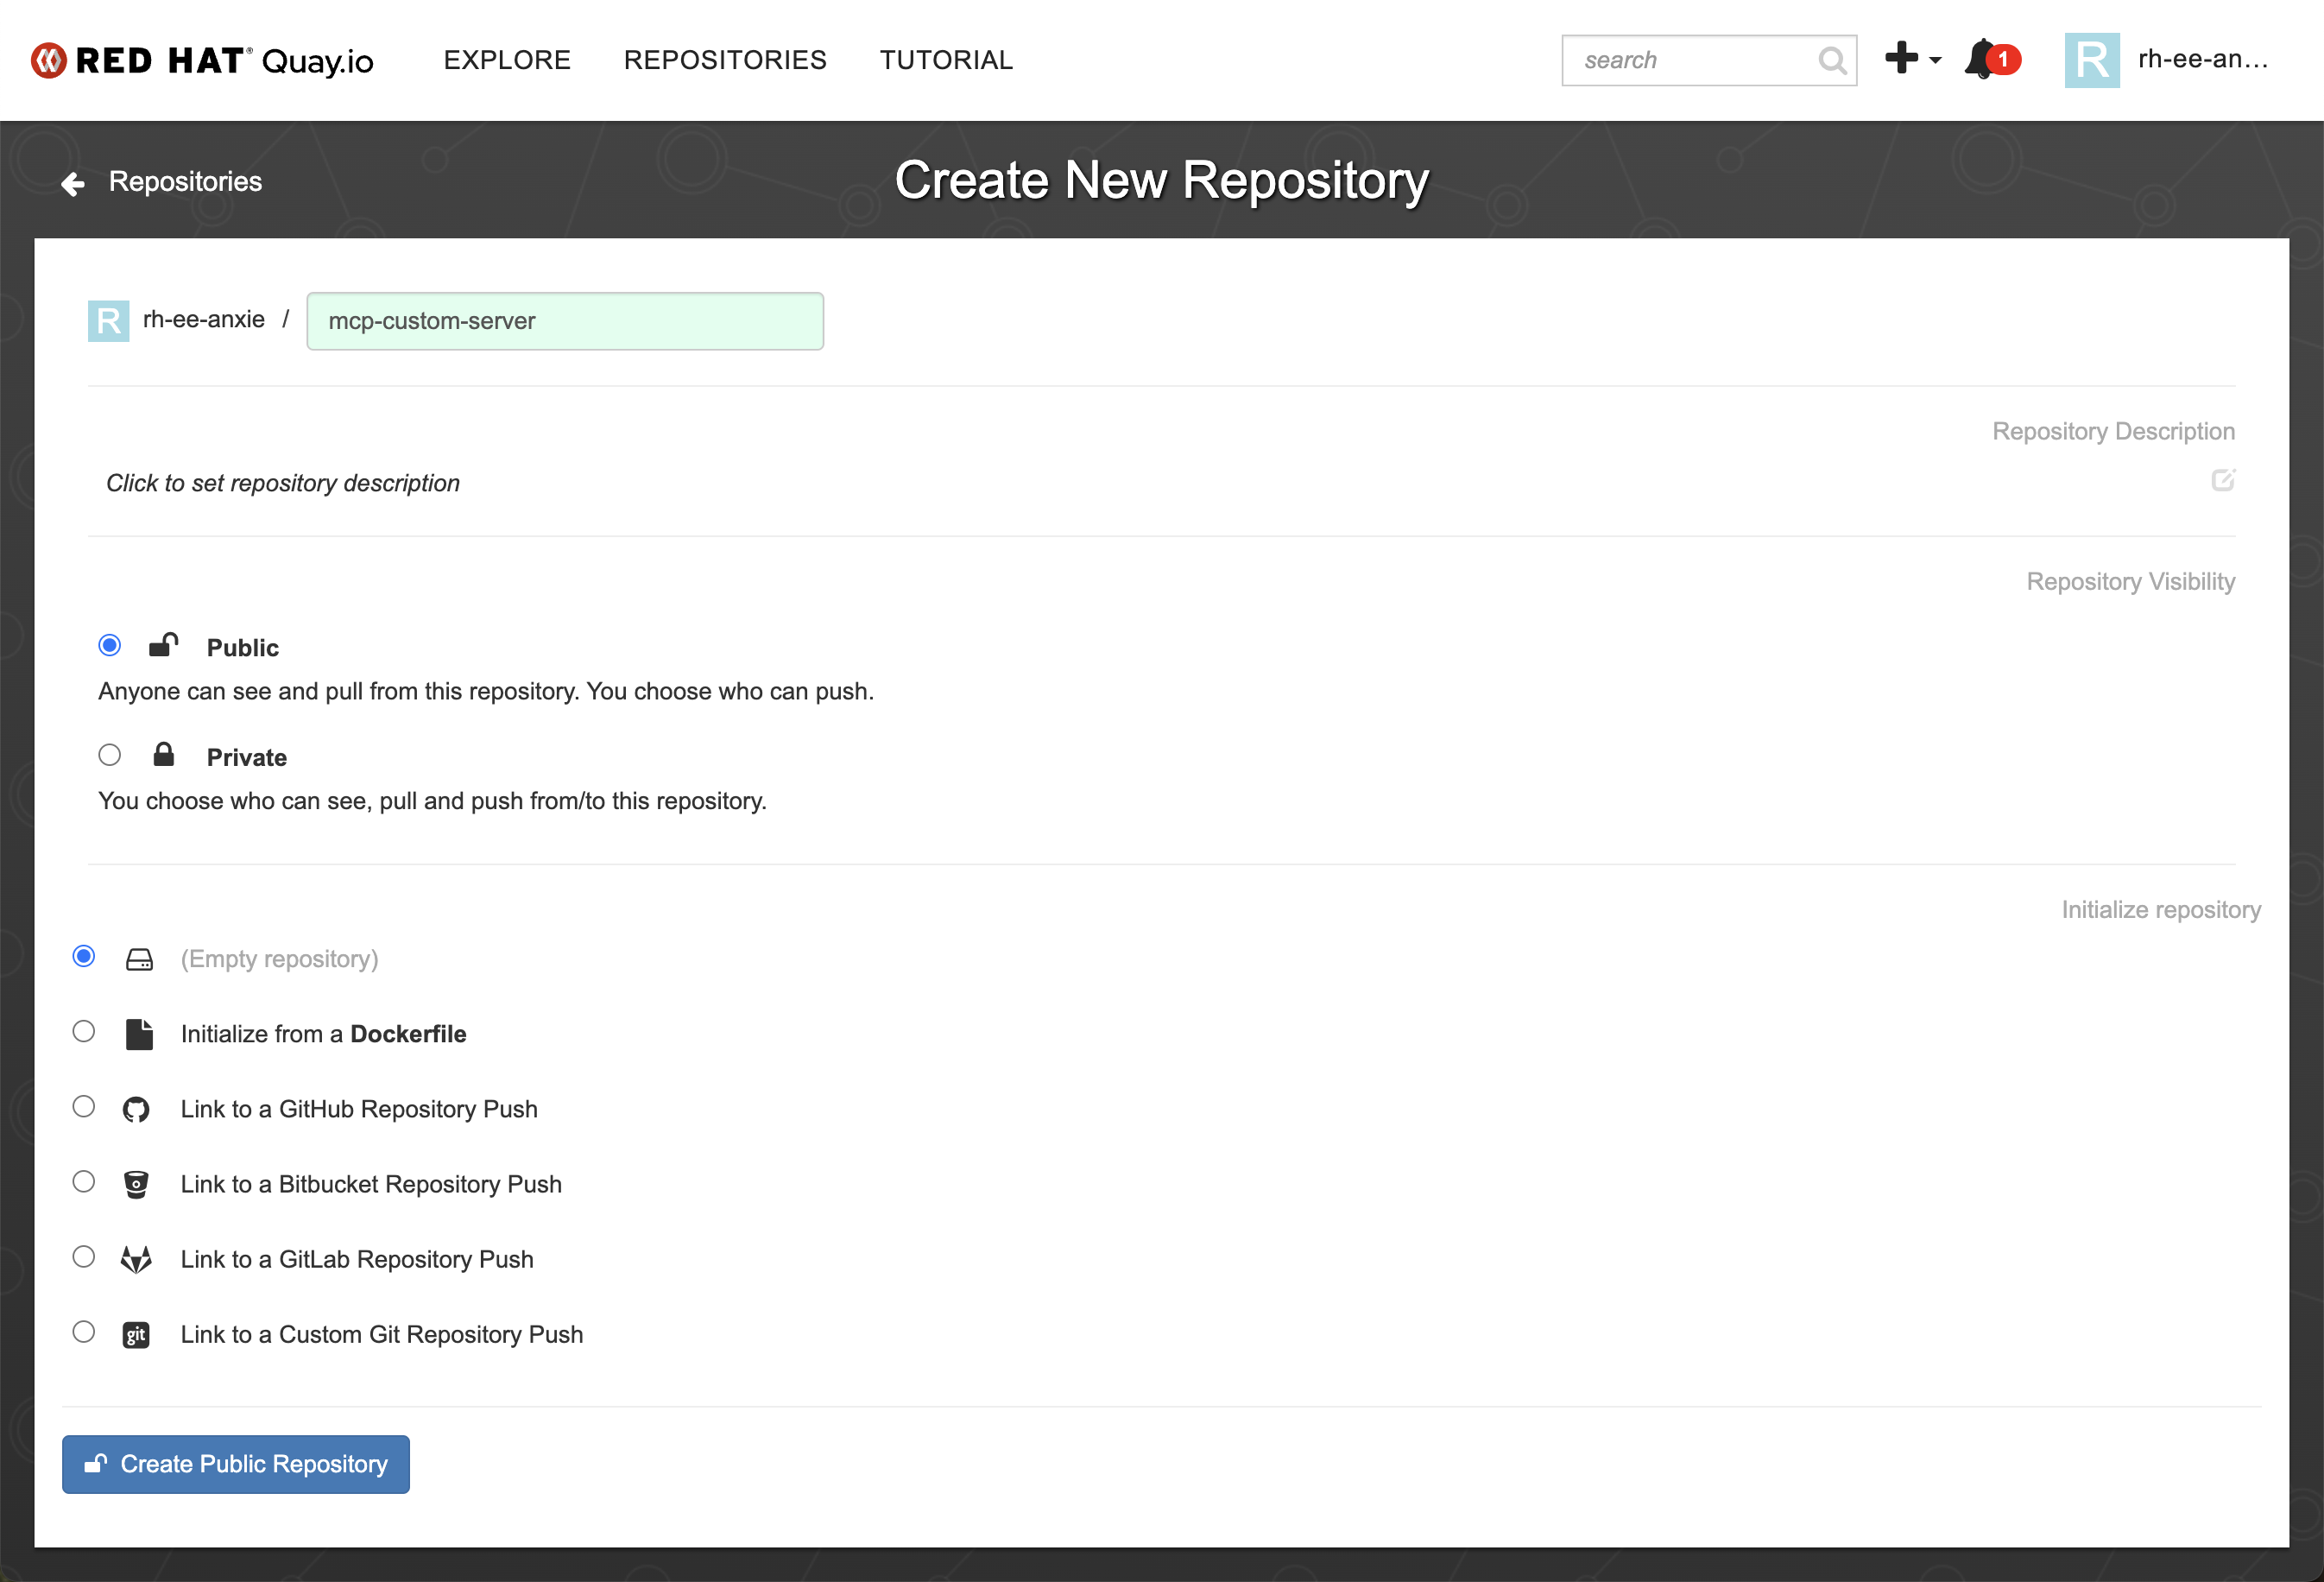 RED HAT® Quay.io EXPLORE REPOSITORIES TUTORIAL search 1 R rh-ee-an...
Repositories Create New Repository
R rh-ee-anxie / mcp-custom-server
Repository Description
Click to set repository description
Repository Visibility
Public
Anyone can see and pull from this repository. You choose who can push.
Private
You choose who can see, pull and push from/to this repository.
Initialize repository
(Empty repository)
Initialize from a Dockerfile
Link to a GitHub Repository Push
Link to a Bitbucket Repository Push
Link to a GitLab Repository Push
git Link to a Custom Git Repository Push
Create Public Repository